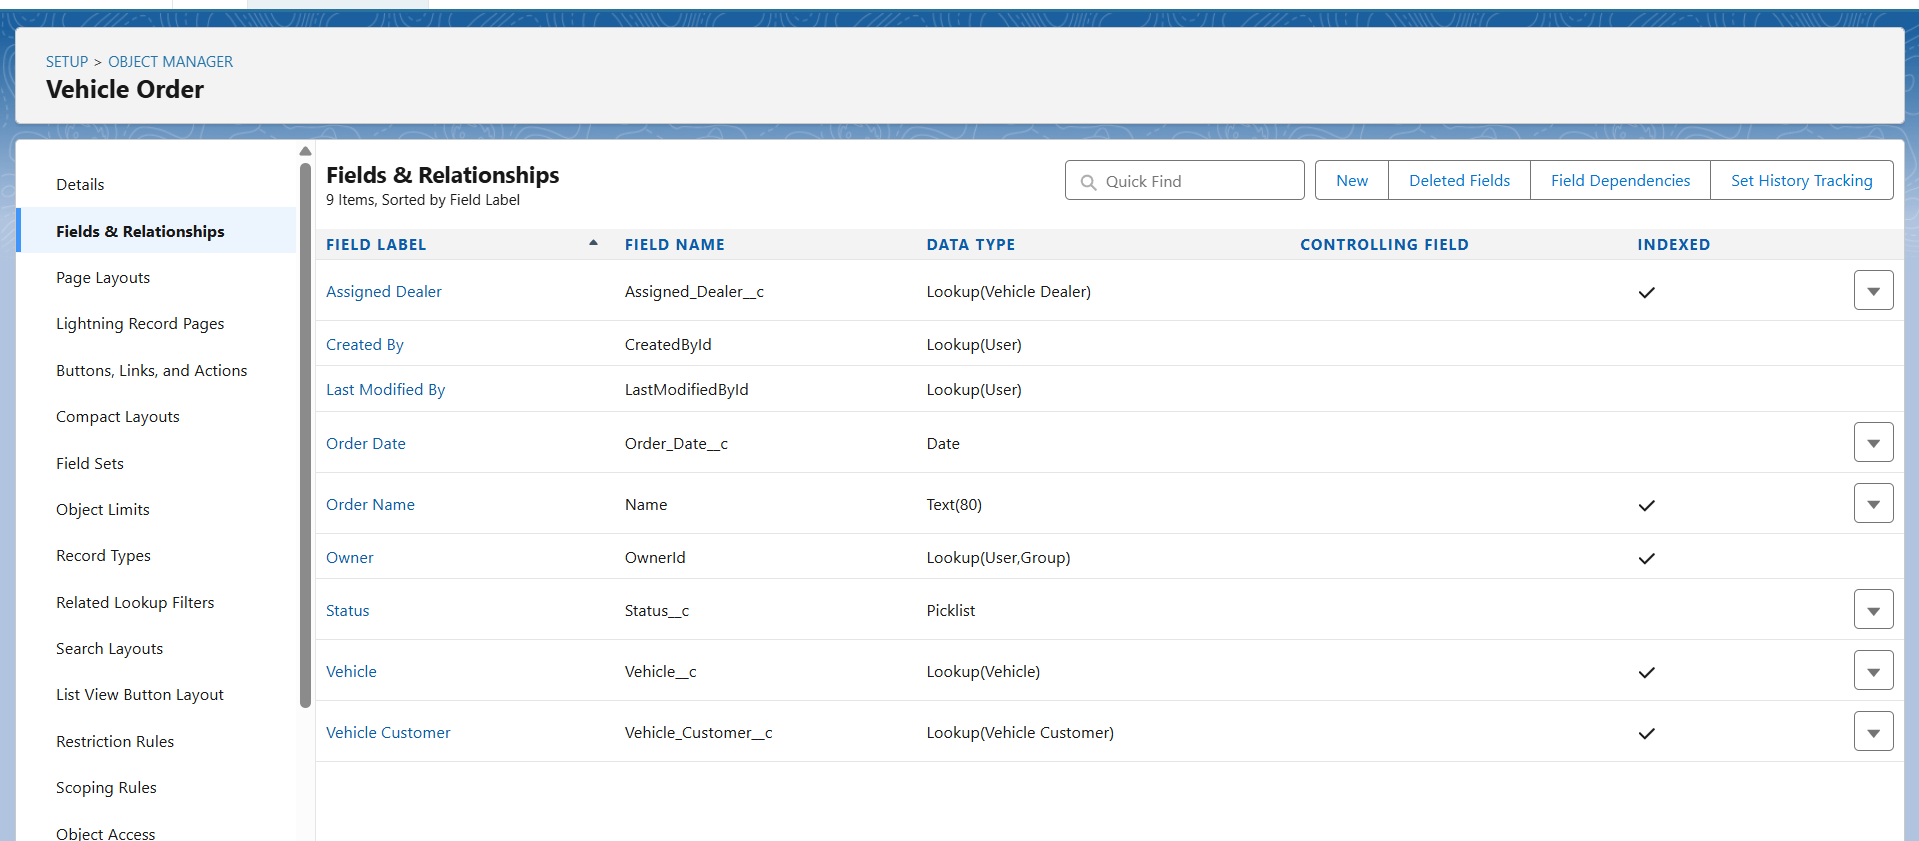 SETUP > OBJECT MANAGER
Vehicle Order
Details
Fields & Relationships
Page Layouts
Lightning Record Pages
Buttons, Links, and Actions
Compact Layouts
Field Sets
Object Limits
Record Types
Related Lookup Filters
Search Layouts
List View Button Layout
Restriction Rules
Scoping Rules
Object Access
Fields & Relationships
9 Items, Sorted by Field Label
Quick Find
New Deleted Fields Field Dependencies Set History Tracking
FIELD LABEL FIELD NAME DATA TYPE CONTROLLING FIELD INDEXED
Assigned Dealer Assigned_Dealer__c Lookup(Vehicle Dealer)
Created By CreatedById Lookup(User)
Last Modified By LastModifiedById Lookup(User)
Order Date Order_Date__c Date
Order Name Name Text(80)
Owner OwnerId Lookup(User,Group)
Status Status__c Picklist
Vehicle Vehicle__c Lookup(Vehicle)
Vehicle Customer Vehicle_Customer__c Lookup(Vehicle Customer)